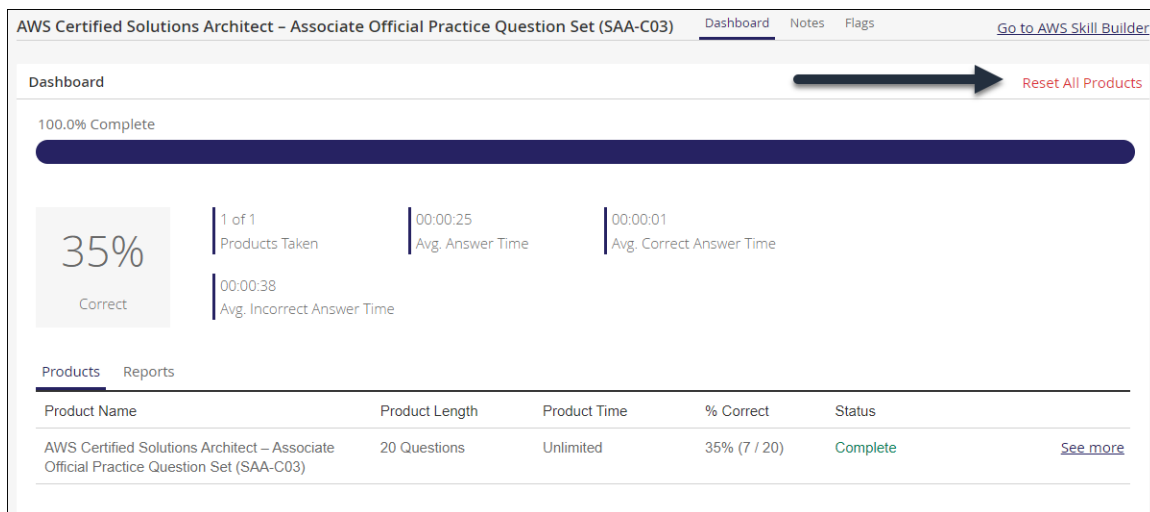 AWS Certified Solutions Architect – Associate Official Practice Question Set (SAA-C03) Dashboard Notes Flags Go to AWS Skill Builder
Dashboard Reset All Products
100.0% Complete
35%
Correct
1 of 1
Products Taken
00:00:25
Avg. Answer Time
00:00:01
Avg. Correct Answer Time
00:00:38
Avg. Incorrect Answer Time
Products Reports
Product Name Product Length Product Time % Correct Status
AWS Certified Solutions Architect – Associate 20 Questions Unlimited 35% (7 / 20) Complete See more
Official Practice Question Set (SAA-C03)